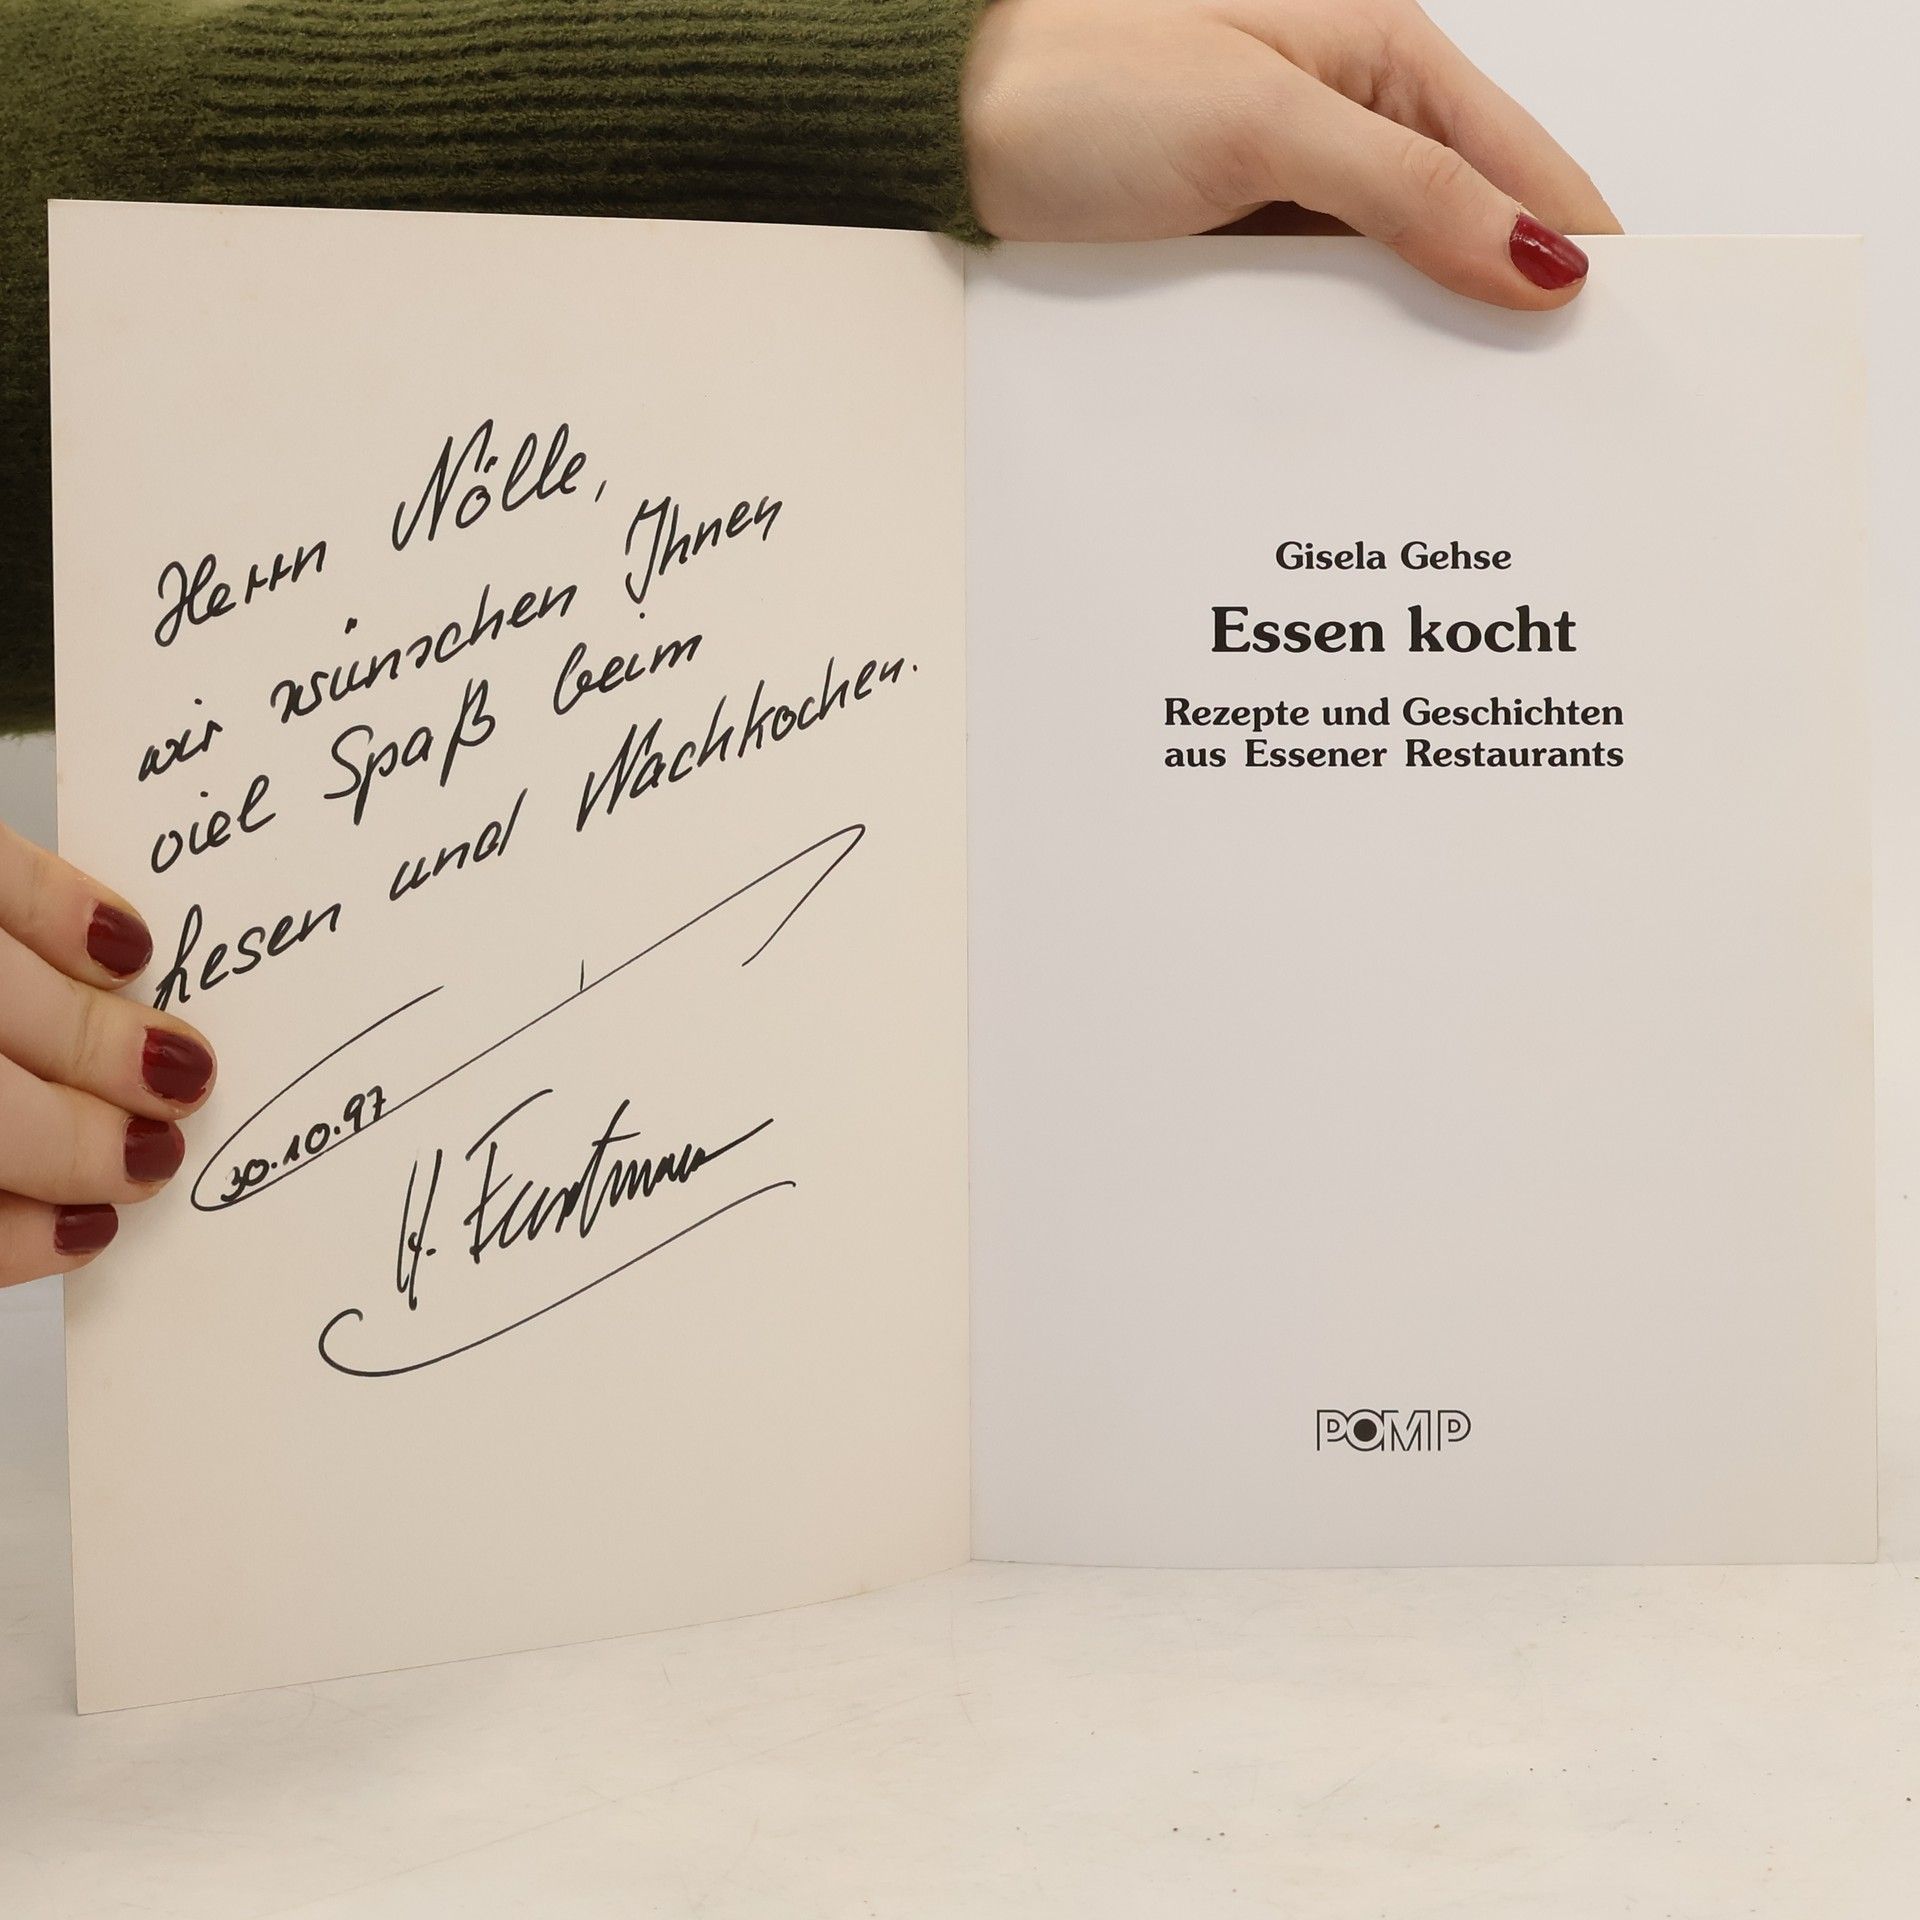 Herrn Nölle,
wir wünschen Ihnen
viel Spaß beim
Lesen und Nachkochen.
30.10.97
H.
Gisela Gehse
Essen kocht
Rezepte und Geschichten
aus Essener Restaurants
POMP